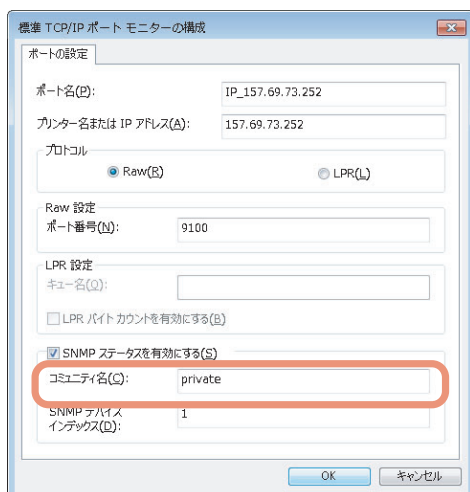 標準 TCP/IP ポート モニターの構成
ポートの設定
ポート名(P): IP_157.69.73.252
プリンター名または IP アドレス(A): 157.69.73.252
プロトコル
Raw(R) LPR(L)
Raw 設定
ポート番号(N): 9100
LPR 設定
キュー名(Q):
LPR バイト カウントを有効にする(B)
SNMP ステータスを有効にする(S)
コミュニティ名(C): private
SNMP デバイス 1
インデックス(D):
OK キャンセル